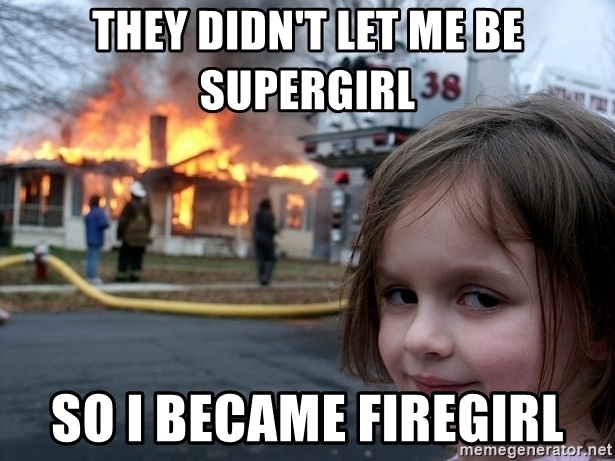 THEY DIDN'T LET ME BE
SUPERGIRL
38
SO I BECAME FIREGIRL
memegenerator.net